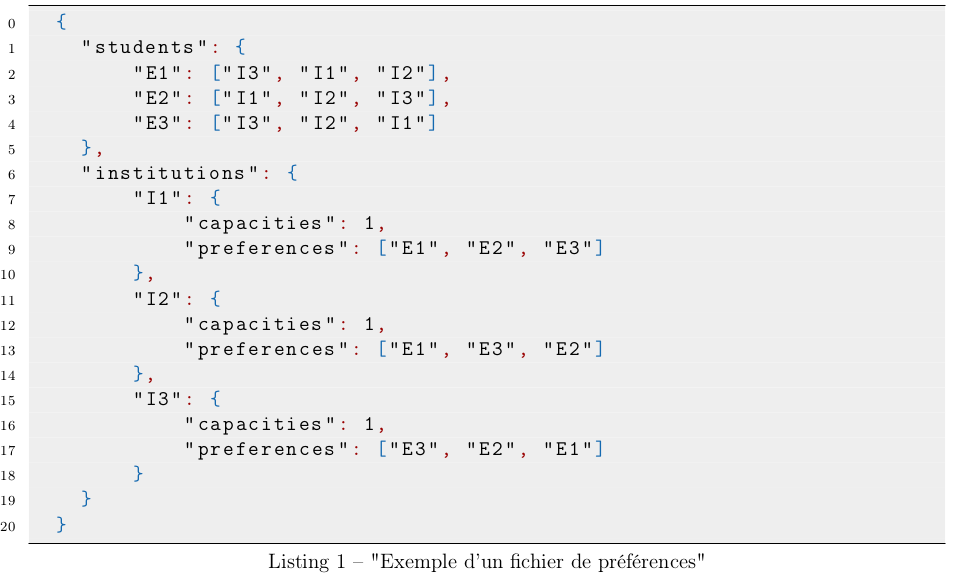 0 {
1 "students": {
2 "E1": ["I3", "I1", "I2"],
3 "E2": ["I1", "I2", "I3"],
4 "E3": ["I3", "I2", "I1"]
5 },
6 "institutions": {
7 "I1": {
8 "capacities": 1,
9 "preferences": ["E1", "E2", "E3"]
10 },
11 "I2": {
12 "capacities": 1,
13 "preferences": ["E1", "E3", "E2"]
14 },
15 "I3": {
16 "capacities": 1,
17 "preferences": ["E3", "E2", "E1"]
18 }
19 }
20 }
Listing 1 – "Exemple d'un fichier de préférences"